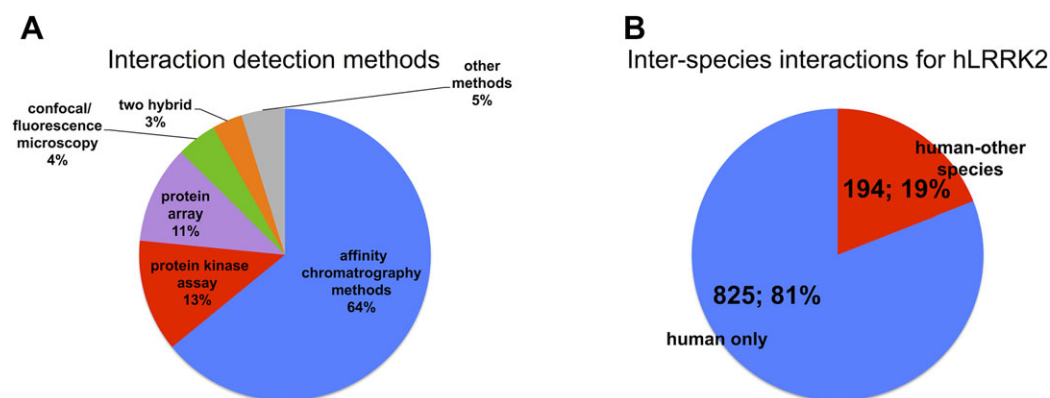 A
Interaction detection methods
other
methods
5%
two hybrid
3%
confocal/
fluorescence
microscopy
4%
protein
array
11%
protein kinase
assay
13%
affinity
chromatrography
methods
64%
B
Inter-species interactions for hLRRK2
human-other
species
194; 19%
825; 81%
human only